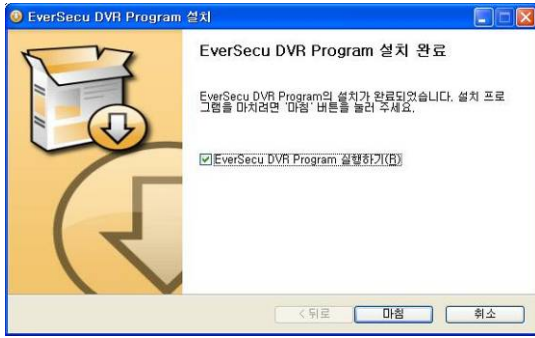 EverSecu DVR Program 설치
EverSecu DVR Program 설치 완료
EverSecu DVR Program의 설치가 완료되었습니다. 설치 프로
그램을 마치려면 '마침' 버튼을 눌러 주세요.
EverSecu DVR Program 실행하기(R)
< 뒤로 마침 취소